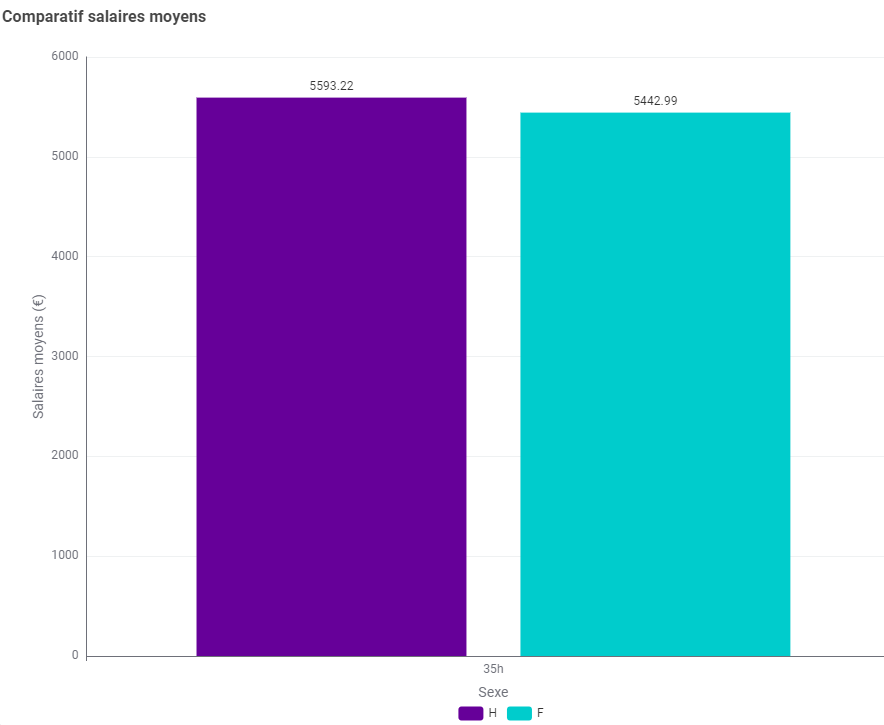 Comparatif salaires moyens
6000
5000
4000
3000
2000
1000
0
Salaires moyens (€)
5593.22
5442.99
35h
Sexe
H F